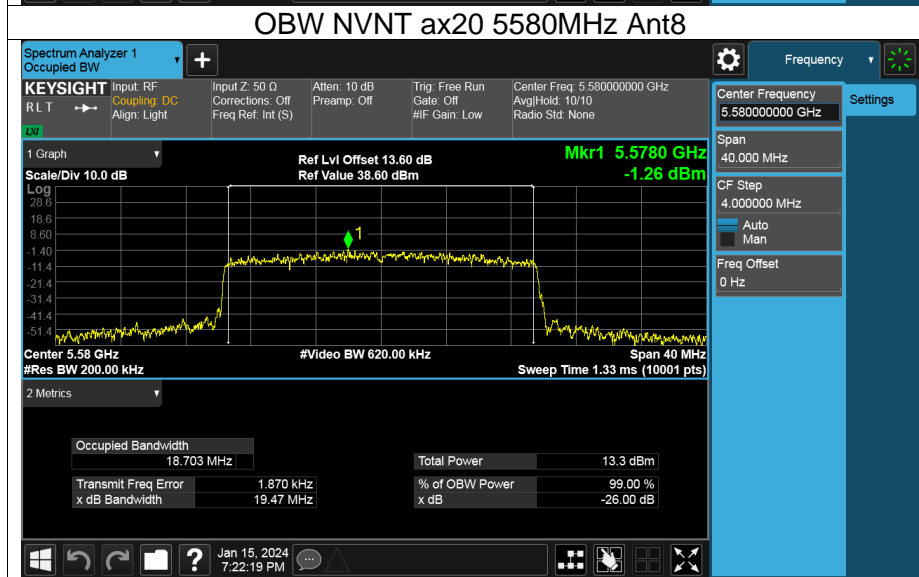 OBW NVNT ax20 5580MHz Ant8
Spectrum Analyzer 1
Occupied BW
+
Frequency
KEYSIGHT
R L T
LXI
Input: RF
Coupling: DC
Align: Light
Input Z: 50 Ω
Corrections: Off
Freq Ref: Int (S)
Atten: 10 dB
Preamp: Off
Trig: Free Run
Gate: Off
#IF Gain: Low
Center Freq: 5.580000000 GHz
Avg|Hold: 10/10
Radio Std: None
Center Frequency
5.580000000 GHz
Settings
Span
40.000 MHz
CF Step
4.000000 MHz
Auto
Man
Freq Offset
0 Hz
1 Graph
Scale/Div 10.0 dB
Ref Lvl Offset 13.60 dB
Ref Value 38.60 dBm
Mkr1 5.5780 GHz
-1.26 dBm
Log
28.6
18.6
8.60
-1.40
-11.4
-21.4
-31.4
-41.4
-51.4
1
Center 5.58 GHz
#Video BW 620.00 kHz
Span 40 MHz
#Res BW 200.00 kHz
Sweep Time 1.33 ms (10001 pts)
2 Metrics
Occupied Bandwidth
18.703 MHz
Total Power 13.3 dBm
Transmit Freq Error 1.870 kHz
% of OBW Power 99.00 %
x dB Bandwidth 19.47 MHz
x dB -26.00 dB
?
Jan 15, 2024
7:22:19 PM